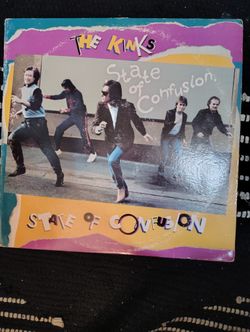 THE KINKS
State
of
Confusion
STATE OF CONFUSION